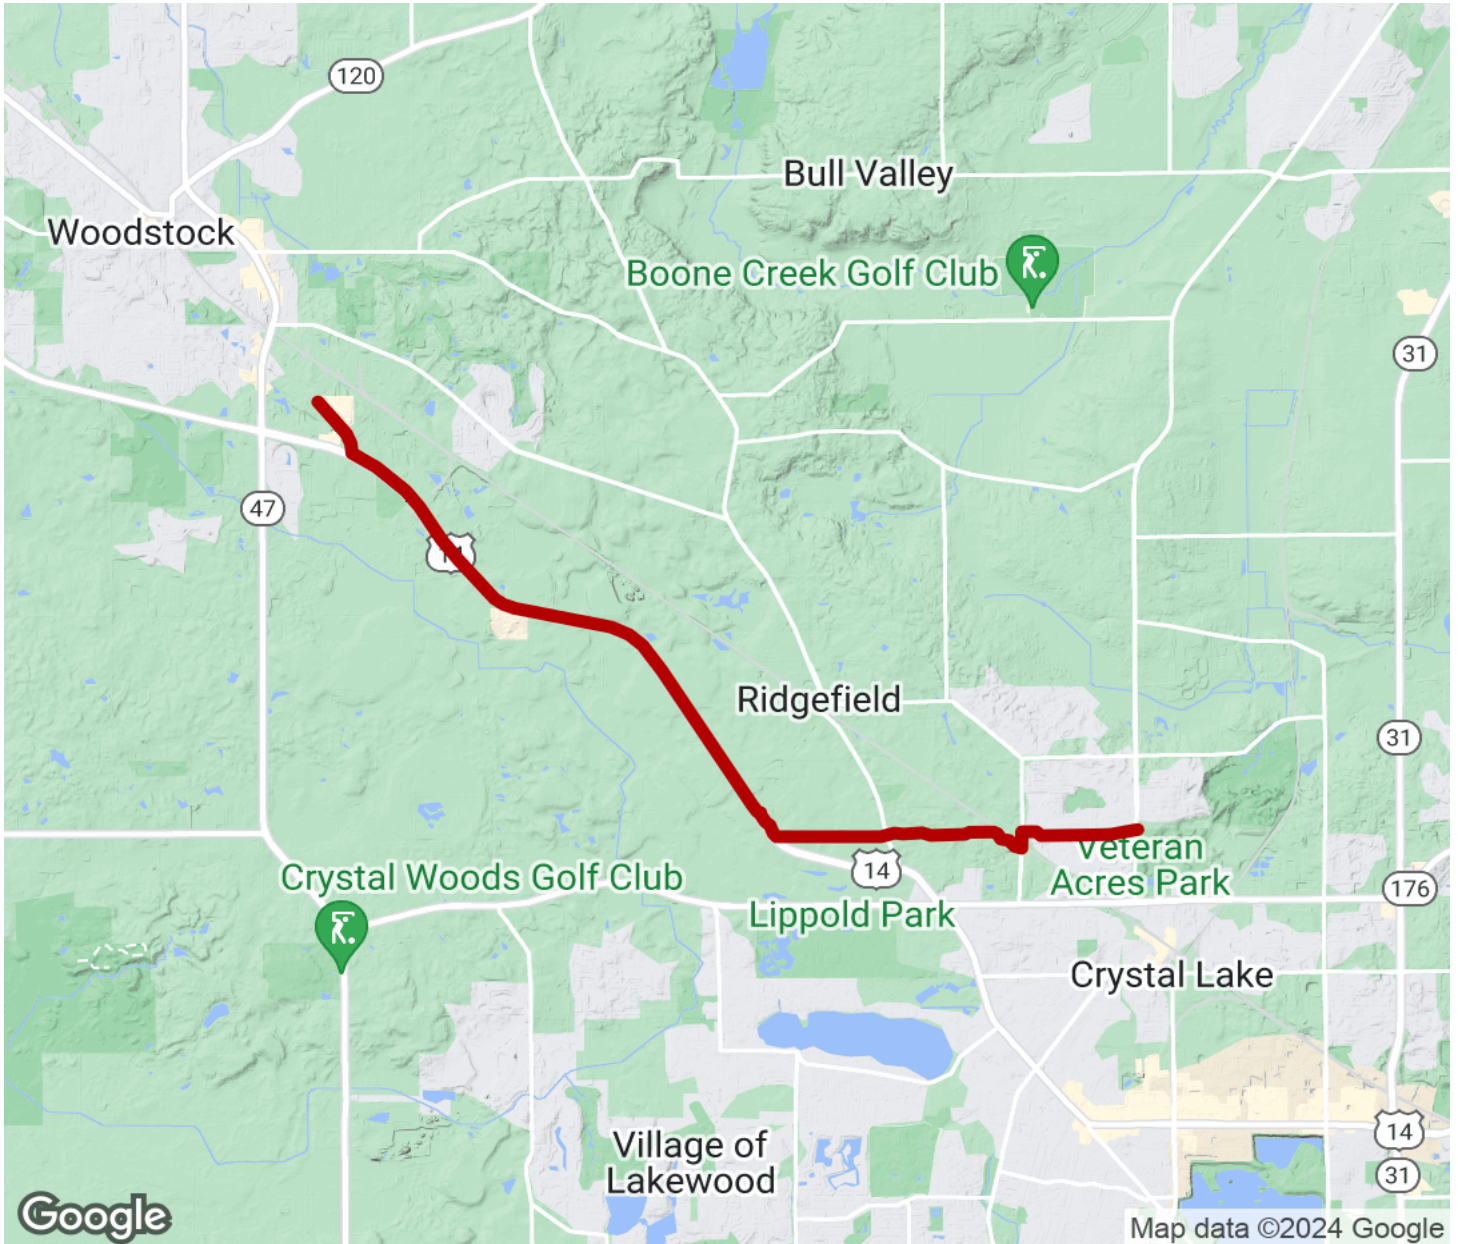 120
Bull Valley
Woodstock
Boone Creek Golf Club
31
47
Ridgefield
31
14
Veteran
Acres Park
Crystal Woods Golf Club
176
Lippold Park
Crystal Lake
Village of
Lakewood
14
31
Google
Map data ©2024 Google